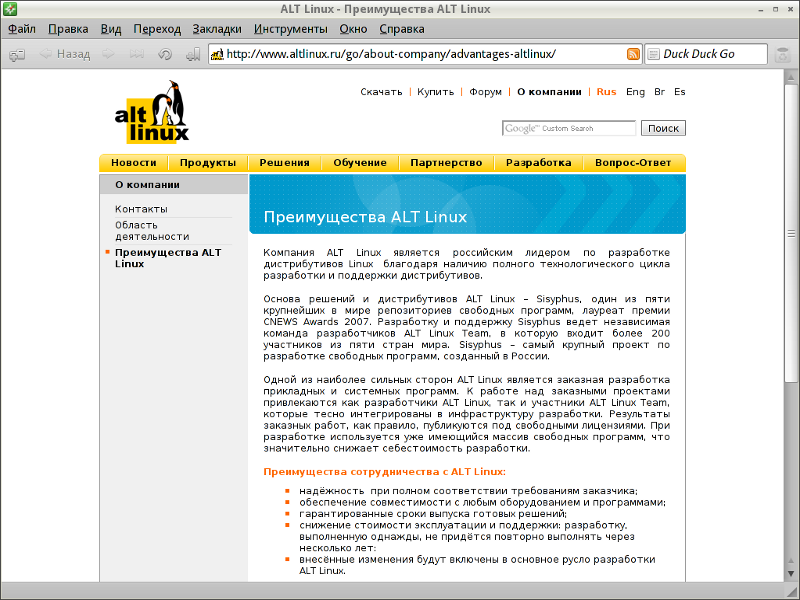 ALT Linux - Преимущества ALT Linux
Файл Правка Вид Переход Закладки Инструменты Окно Справка
Назад http://www.altlinux.ru/go/about-company/advantages-altlinux/ Duck Duck Go
Скачать | Купить | Форум | О компании | Rus Eng Br Es
alt
linux
Google™ Custom Search Поиск
Новости Продукты Решения Обучение Партнерство Разработка Вопрос-Ответ
О компании
Контакты
Область
деятельности
Преимущества ALT
Linux
Преимущества ALT Linux
Компания ALT Linux является российским лидером по разработке
дистрибутивов Linux благодаря наличию полного технологического цикла
разработки и поддержки дистрибутивов.
Основа решений и дистрибутивов ALT Linux – Sisyphus, один из пяти
крупнейших в мире репозиториев свободных программ, лауреат премии
CNEWS Awards 2007. Разработку и поддержку Sisyphus ведет независимая
команда разработчиков ALT Linux Team, в которую входит более 200
участников из пяти стран мира. Sisyphus – самый крупный проект по
разработке свободных программ, созданный в России.
Одной из наиболее сильных сторон ALT Linux является заказная разработка
прикладных и системных программ. К работе над заказными проектами
привлекаются как разработчики ALT Linux, так и участники ALT Linux Team,
которые тесно интегрированы в инфраструктуру разработки. Результаты
заказных работ, как правило, публикуются под свободными лицензиями. При
разработке используется уже имеющийся массив свободных программ, что
значительно снижает себестоимость разработки.
Преимущества сотрудничества с ALT Linux:
надёжность при полном соответствии требованиям заказчика;
обеспечение совместимости с любым оборудованием и программами;
гарантированные сроки выпуска готовых решений;
снижение стоимости эксплуатации и поддержки: разработку,
выполненную однажды, не придётся повторно выполнять через
несколько лет;
внесённые изменения будут включены в основное русло разработки
ALT Linux.